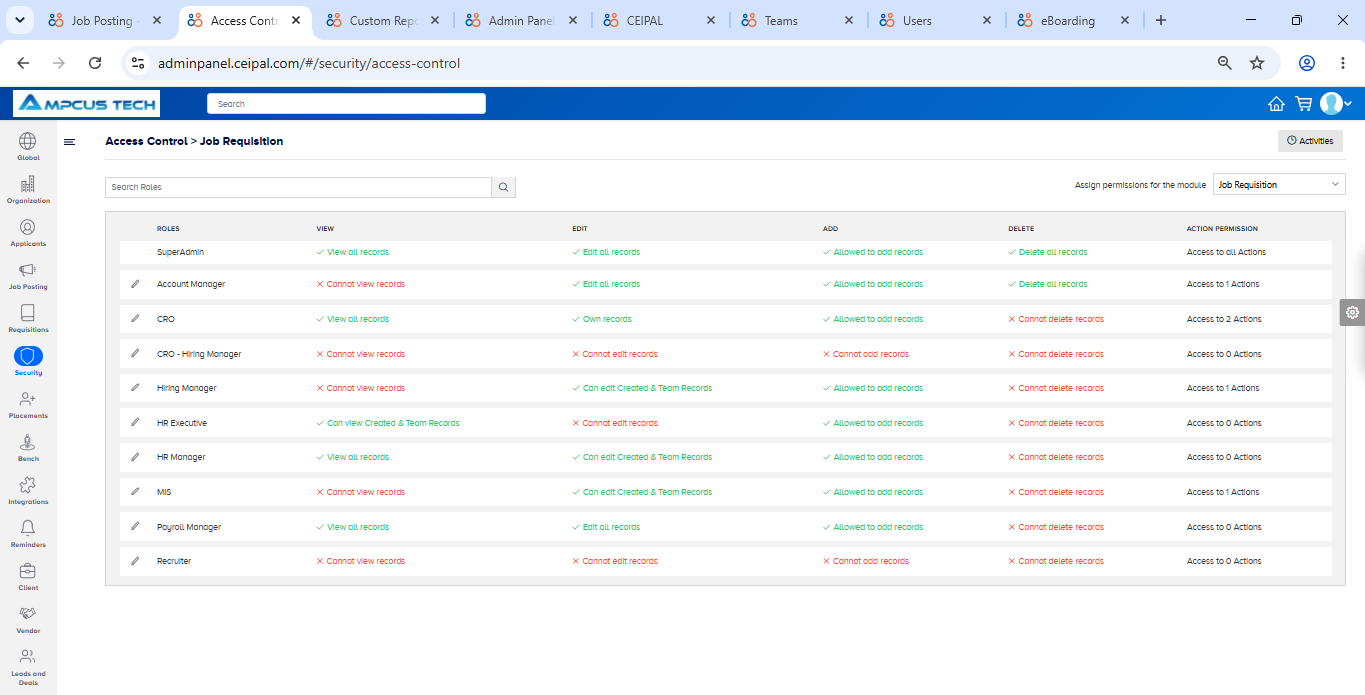 Job Posting -
Access Contr
Custom Repo
Admin Panel
CEIPAL
Teams
Users
eBoarding
adminpanel.ceipal.com/#/security/access-control
AMPCUS TECH
Search
Global
Organization
Applicants
Job Posting
Requisitions
Security
Placements
Bench
Integrations
Reminders
Client
Vendor
Leads and
Deals
Access Control > Job Requisition
Activities
Search Roles
Assign permissions for the module
Job Requisition
ROLES VIEW EDIT ADD DELETE ACTION PERMISSION
SuperAdmin View all records Edit all records Allowed to add records Delete all records Access to all Actions
Account Manager Cannot view records Edit all records Allowed to add records Delete all records Access to 1 Actions
CRO View all records Own records Allowed to add records Cannot delete records Access to 2 Actions
CRO - Hiring Manager Cannot view records Cannot edit records Cannot add records Cannot delete records Access to 0 Actions
Hiring Manager Cannot view records Can edit Created & Team Records Allowed to add records Cannot delete records Access to 1 Actions
HR Executive Can view Created & Team Records Cannot edit records Allowed to add records Cannot delete records Access to 0 Actions
HR Manager View all records Can edit Created & Team Records Allowed to add records Cannot delete records Access to 0 Actions
MIS Cannot view records Can edit Created & Team Records Allowed to add records Cannot delete records Access to 1 Actions
Payroll Manager View all records Edit all records Allowed to add records Cannot delete records Access to 0 Actions
Recruiter Cannot view records Cannot edit records Cannot add records Cannot delete records Access to 0 Actions